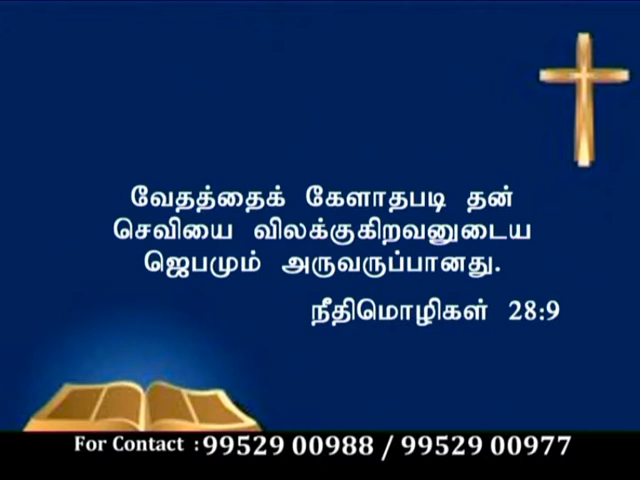 வேதத்தைக் கேளாதபடி தன்
செவியை விலக்குகிறவனுடைய
ஜெபமும் அருவருப்பானது.
நீதிமொழிகள் 28:9
For Contact : 99529 00988 / 99529 00977